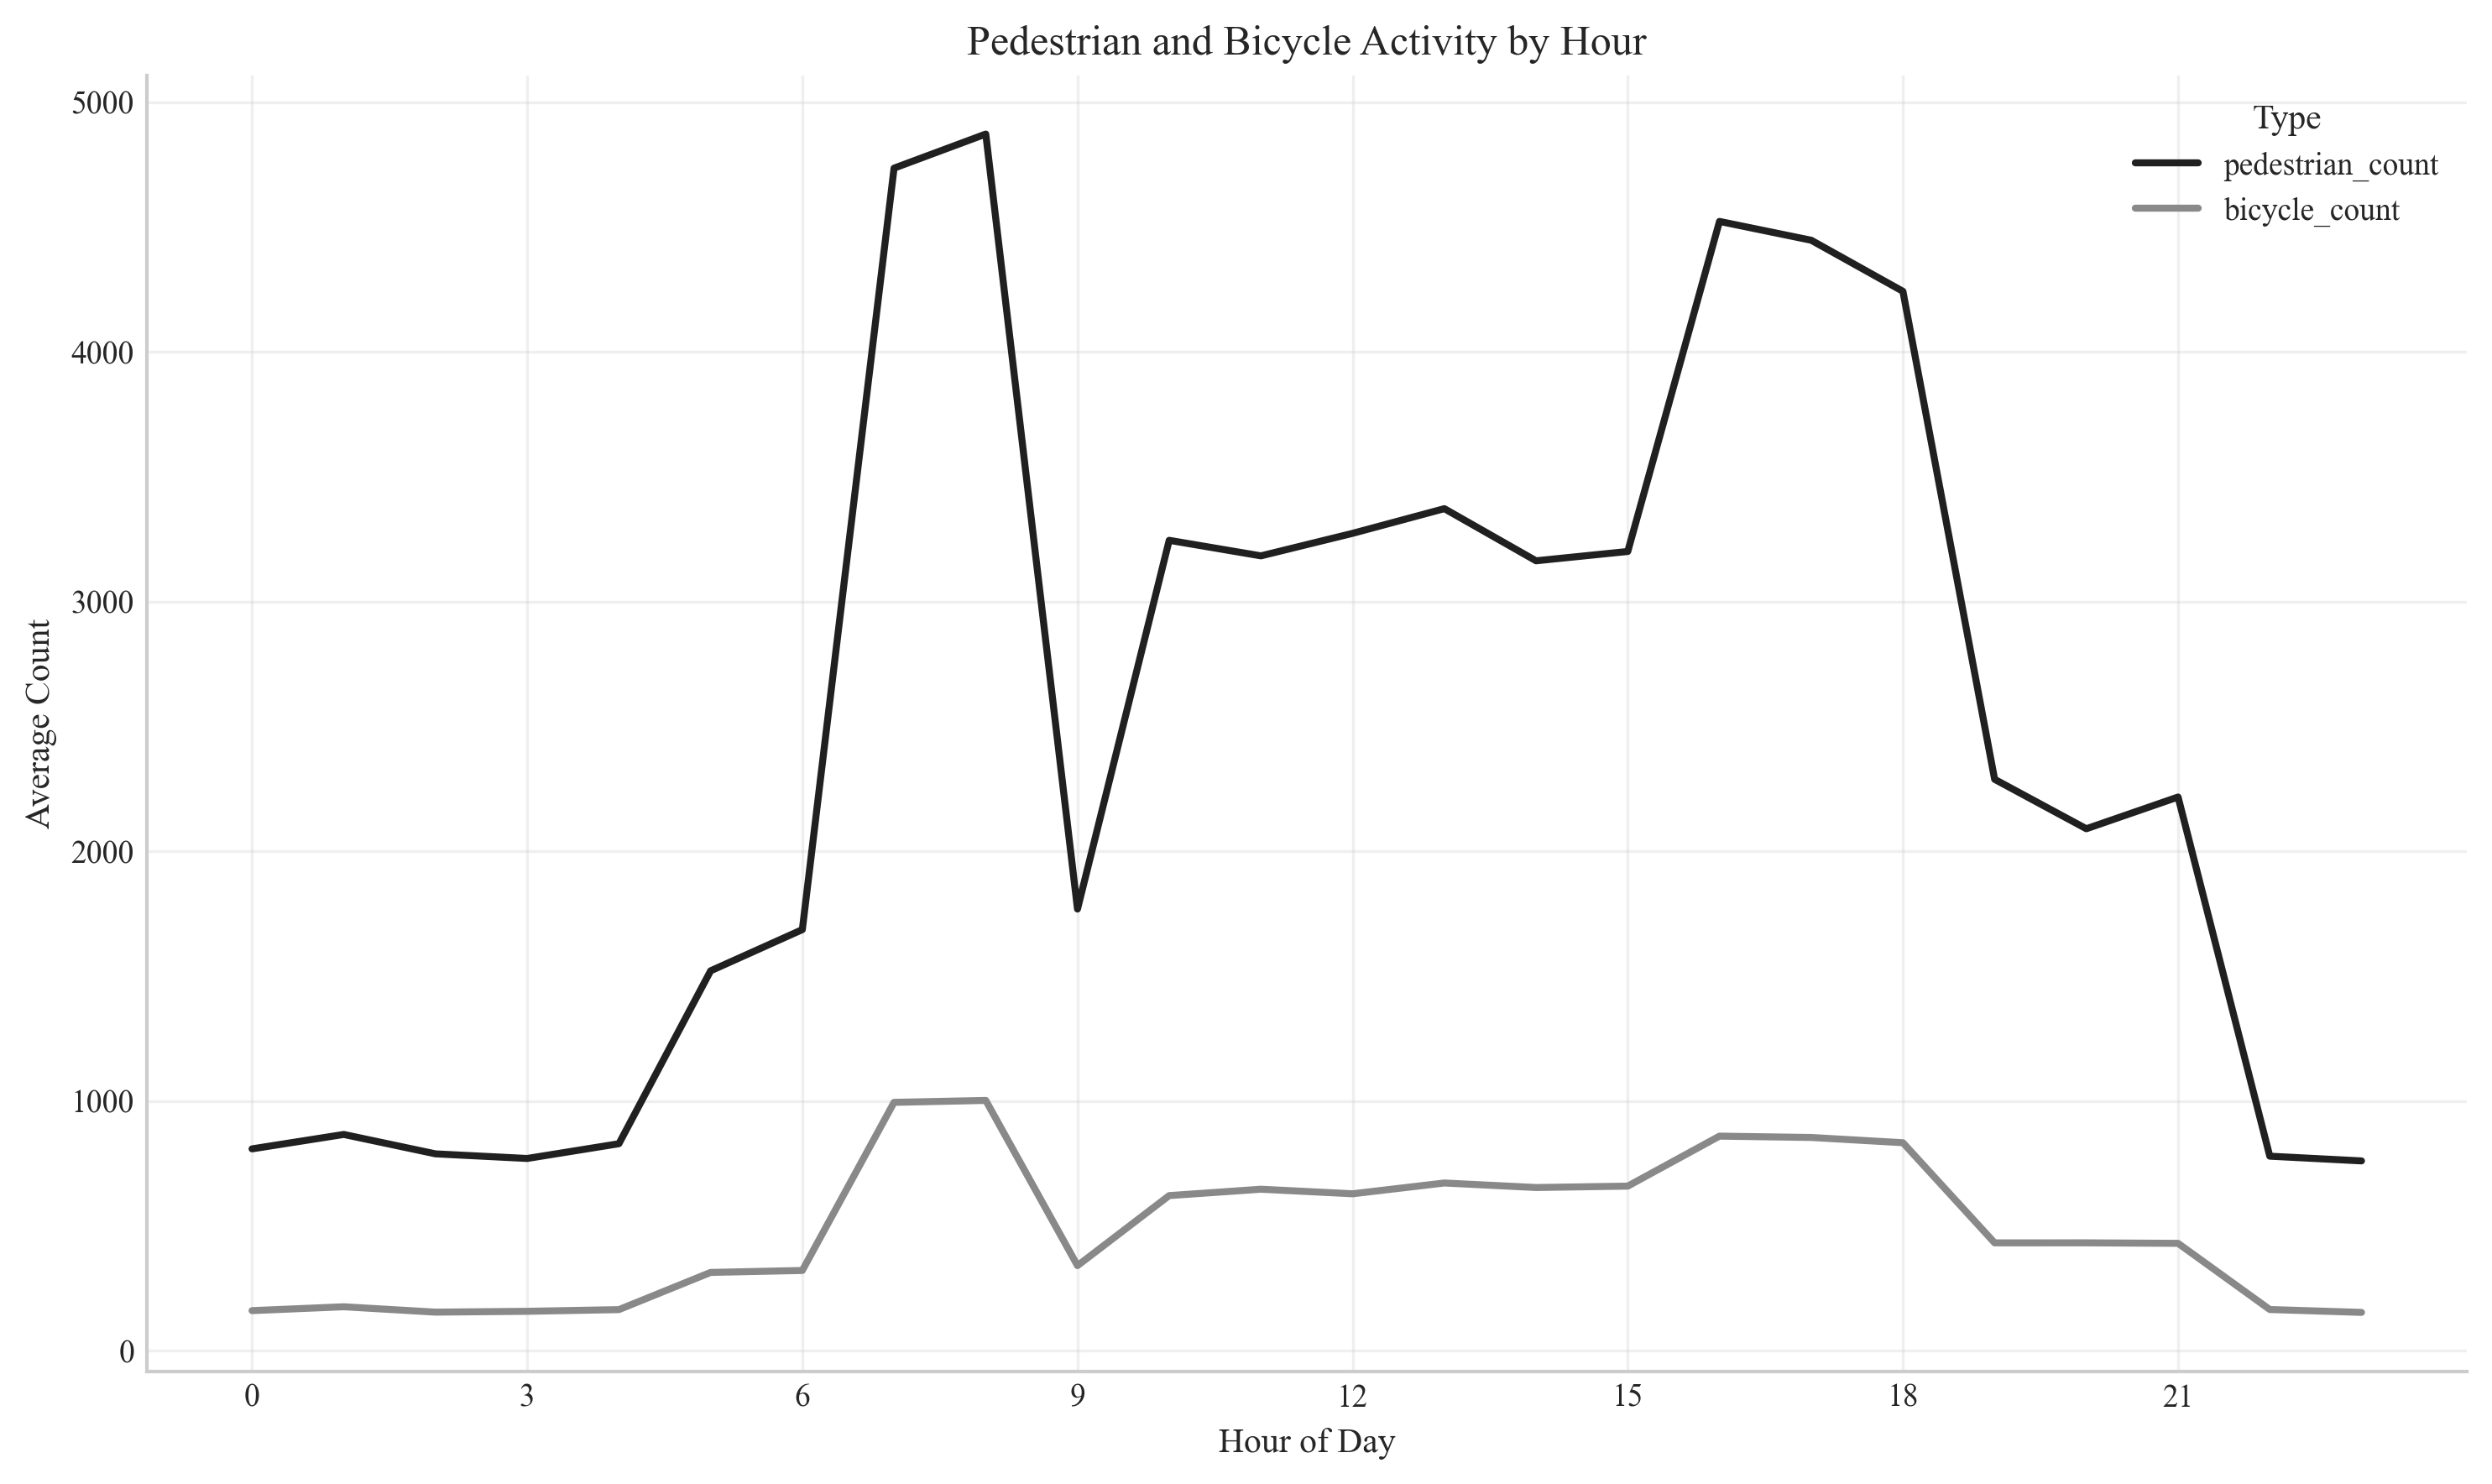 Pedestrian and Bicycle Activity by Hour
Type
pedestrian_count
bicycle_count
Average Count
5000
4000
3000
2000
1000
0
0 3 6 9 12 15 18 21
Hour of Day